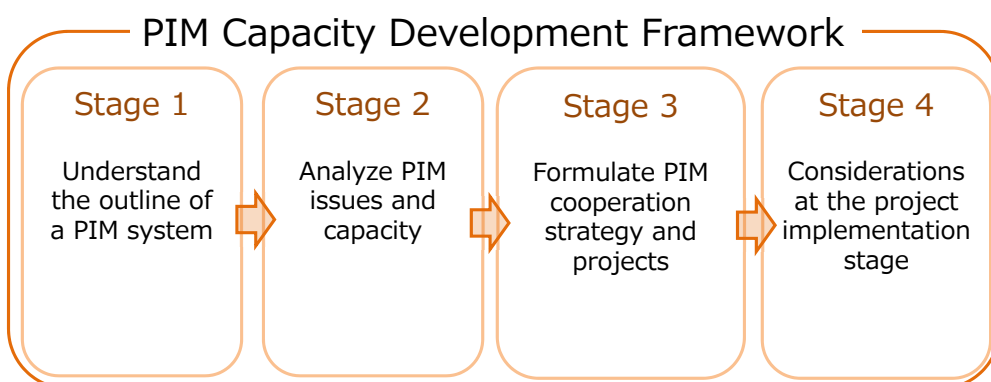 PIM Capacity Development Framework
Stage 1
Understand
the outline of
a PIM system
Stage 2
Analyze PIM
issues and
capacity
Stage 3
Formulate PIM
cooperation
strategy and
projects
Stage 4
Considerations
at the project
implementation
stage